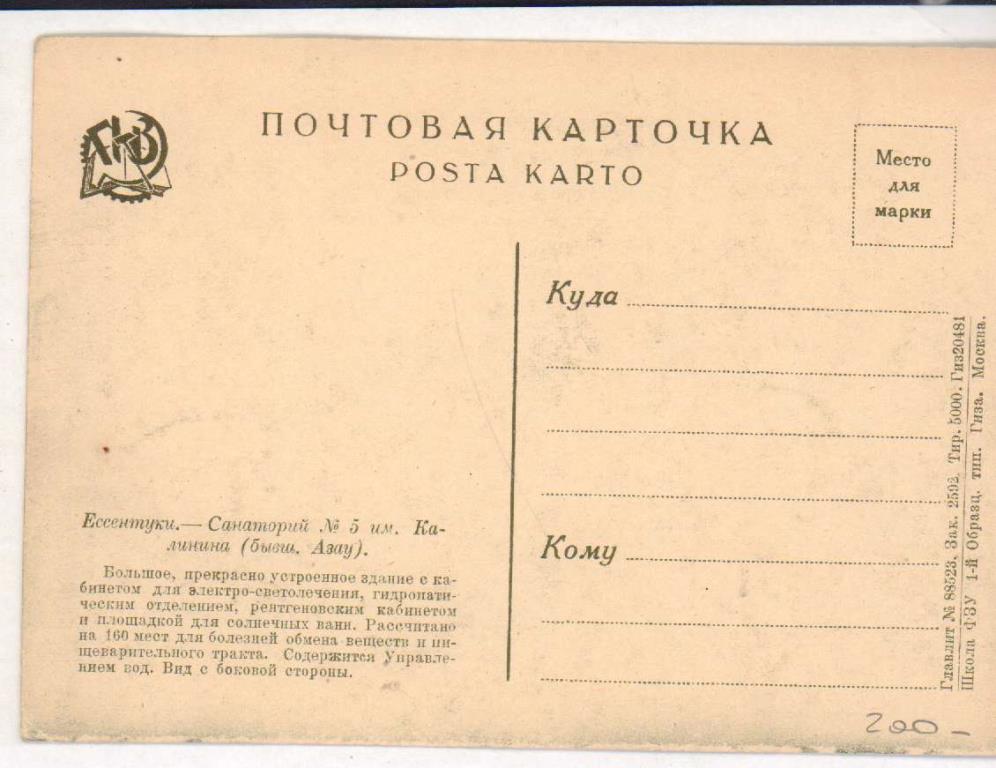 ПОЧТОВАЯ КАРТОЧКА
POSTA KARTO
Место
для
марки
Ессентуки.— Санаторий № 5 им. Ка-
линина (бывш. Азау).
Большое, прекрасно устроенное здание с ка-
бинетом для электро-светолечения, гидропати-
ческим отделением, рентгеновским кабинетом
и площадкой для солнечных ванн. Рассчитано
на 160 мест для болезней обмена веществ и пи-
щеварительного тракта. Содержится Управле-
нием вод. Вид с боковой стороны.
Куда
Кому
Главлит № 88523. Зак. 2592. Тир. 5000. Гиз20481
Школа ФЗУ 1-й Образц. тип. Гиза. Москва.
200 –